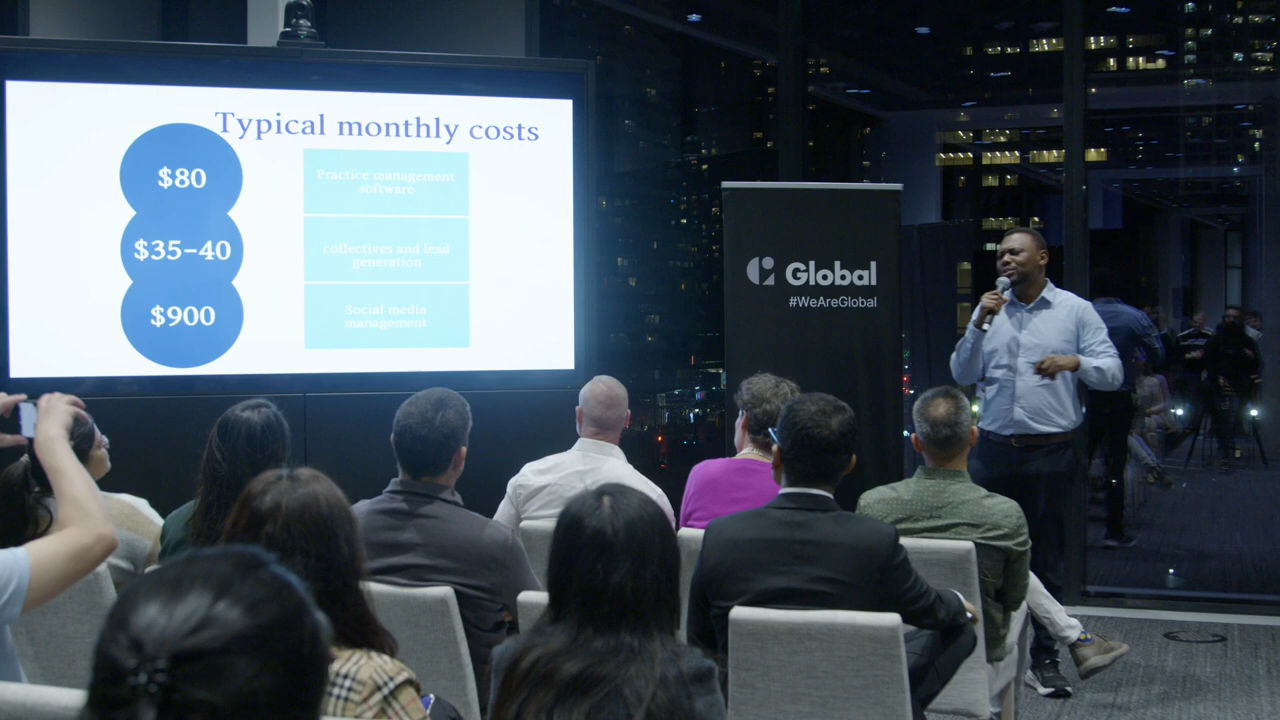 Typical monthly costs
$80
Practice management
software
$35-40
collectives and lead
generation
$900
Social media
management
Global
#WeAreGlobal